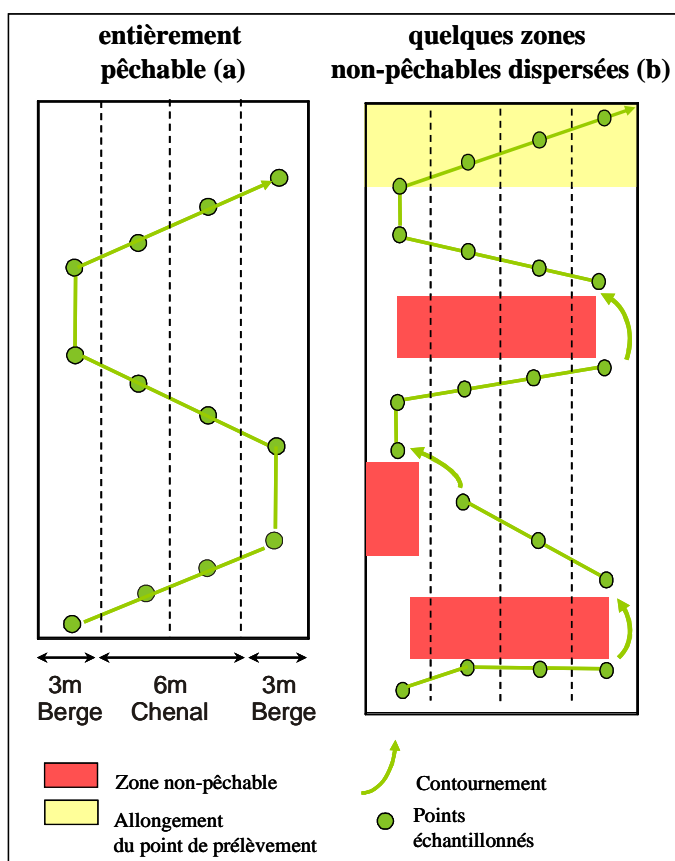 entièrement
pêchable (a)
quelques zones
non-pêchables dispersées (b)
3m
Berge
6m
Chenal
3m
Berge
Zone non-pêchable
Allongement
du point de prélèvement
Contournement
Points
échantillonnés